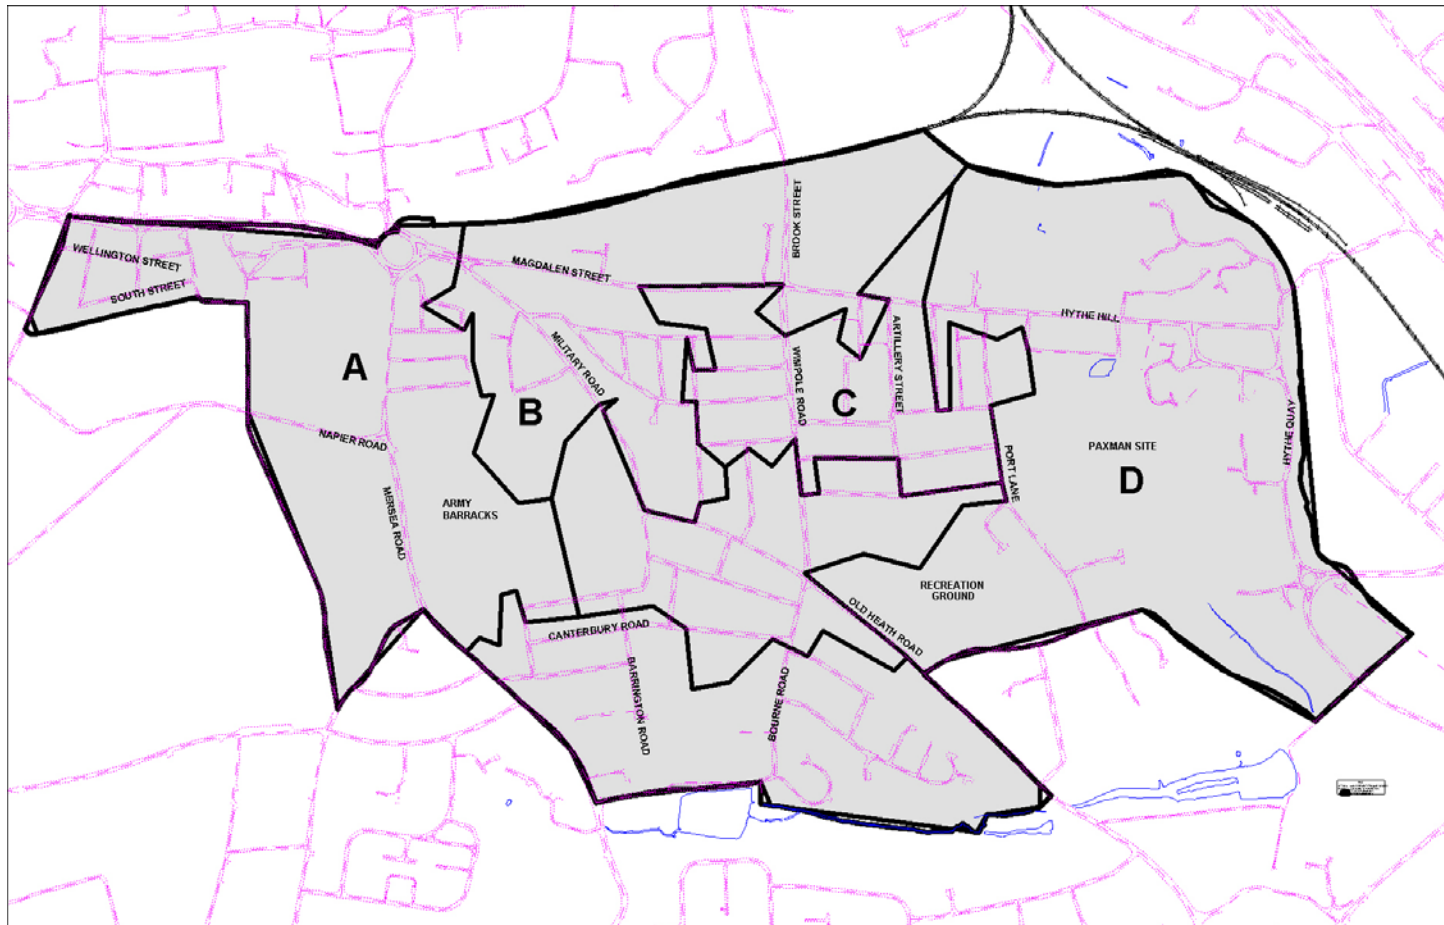 BROOK STREET
WELLINGTON STREET
MAGDALEN STREET
SOUTH STREET
HYTHE HILL
ARTILLERY STREET
MILITARY ROAD
A
WIMPOLE ROAD
C
B
NAPIER ROAD
HYTHE QUAY
PAXMAN SITE
PORT LANE
D
ARMY
BARRACKS
MERSEA ROAD
RECREATION
GROUND
OLD HEATH ROAD
CANTERBURY ROAD
BARRINGTON ROAD
BOURNE ROAD